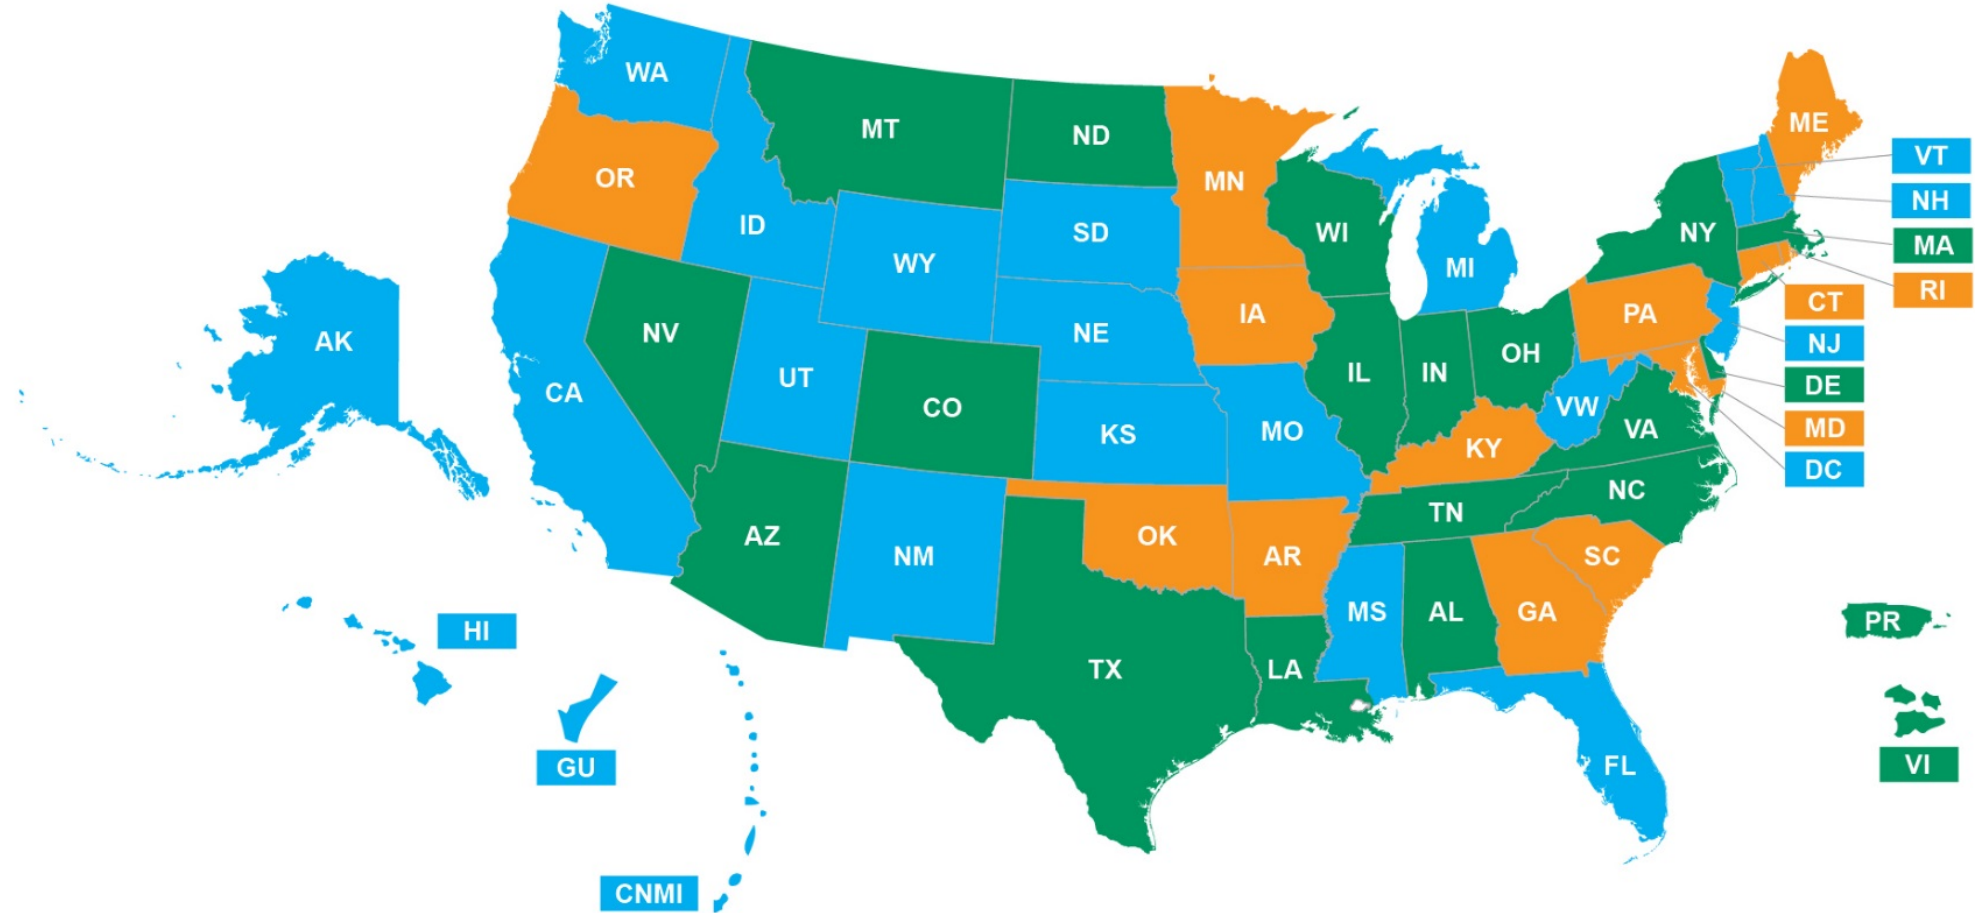 WA
MT
ND
MN
ME
VT
OR
ID
SD
WI
MI
NY
NH
MA
RI
WY
IA
PA
CT
AK
NV
NE
IL
IN
OH
NJ
CA
UT
CO
KS
MO
KY
VW
VA
DE
MD
DC
AZ
NM
OK
AR
TN
NC
SC
HI
TX
LA
MS
AL
GA
PR
GU
FL
VI
CNMI